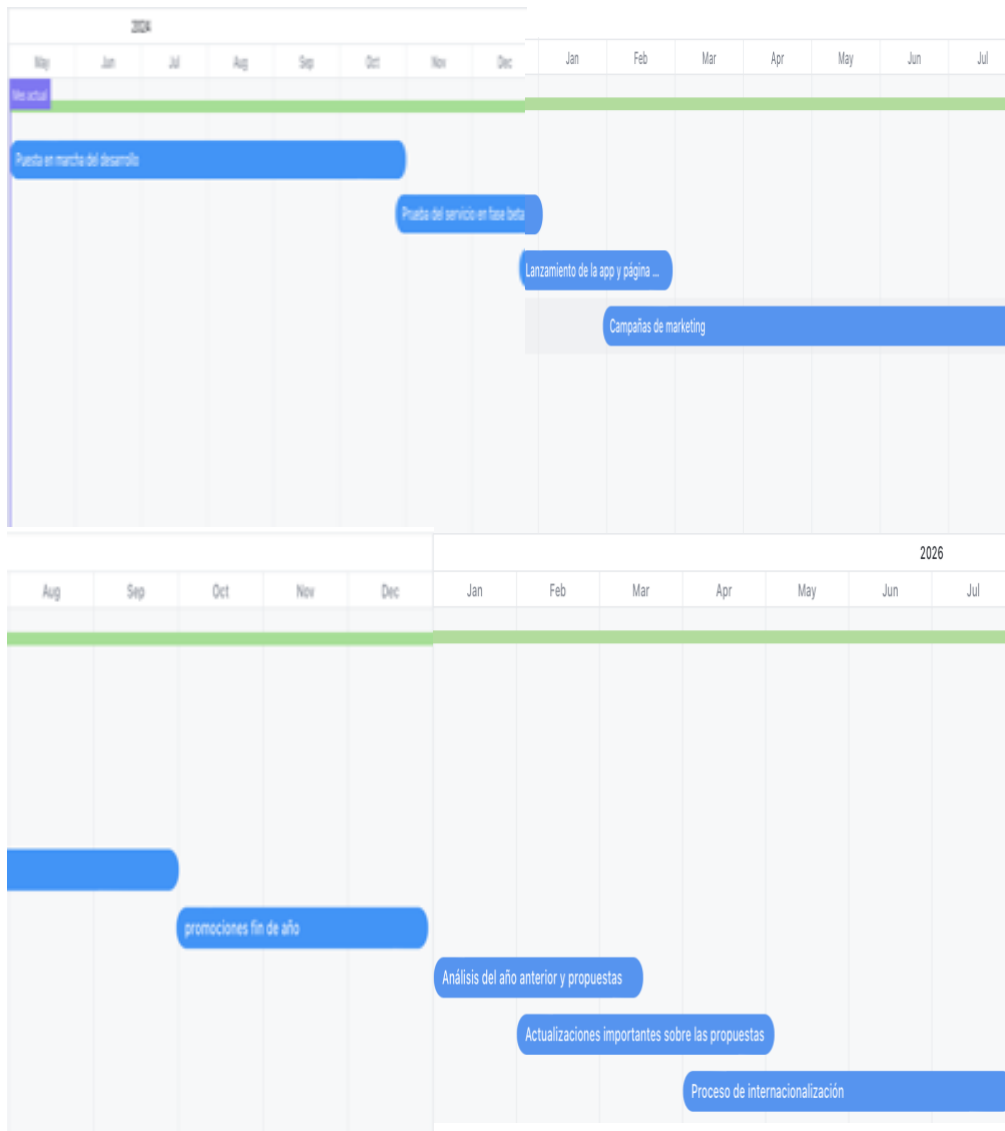 2024
May Jun Jul Aug Sep Oct Nov Dec Jan Feb Mar Apr May Jun Jul
Mes actual
Puesta en marcha del desarrollo
Prueba del servicio en fase beta
Lanzamiento de la app y página ...
Campañas de marketing
2026
Aug Sep Oct Nov Dec Jan Feb Mar Apr May Jun Jul
promociones fin de año
Análisis del año anterior y propuestas
Actualizaciones importantes sobre las propuestas
Proceso de internacionalización